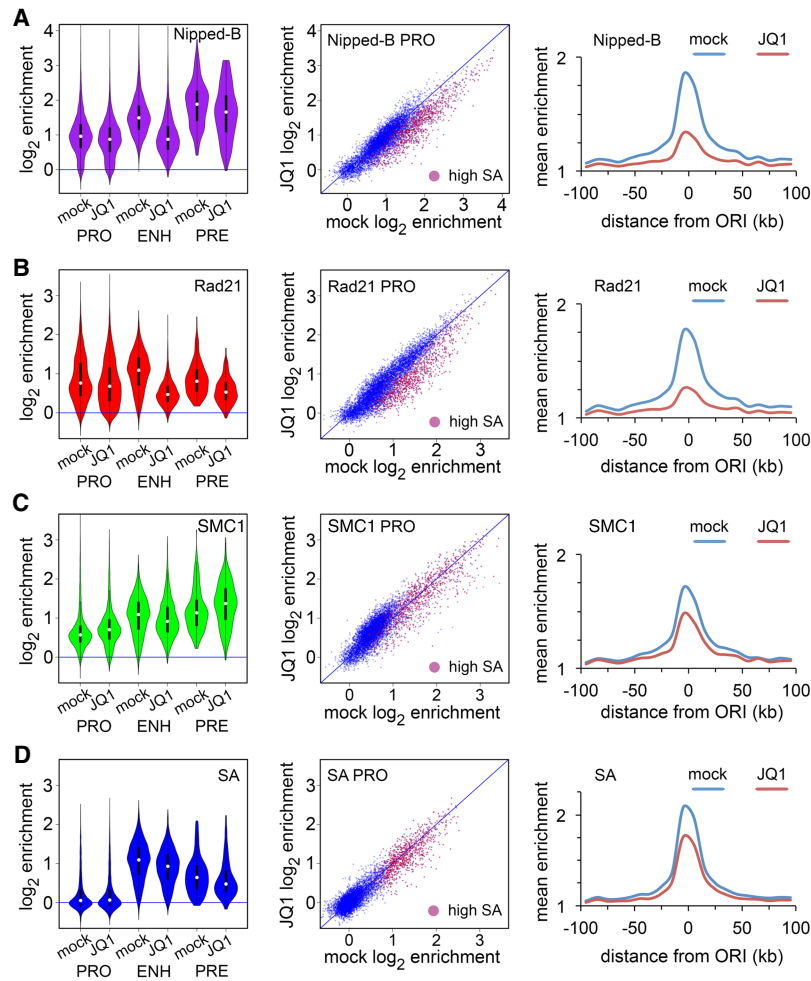 A
Nipped-B
log2 enrichment
4
3
2
1
0
mock JQ1 mock JQ1 mock JQ1
PRO ENH PRE
Nipped-B PRO
JQ1 log2 enrichment
4
3
2
1
0
high SA
0 1 2 3 4
mock log2 enrichment
Nipped-B mock JQ1
mean enrichment
2
1
-100 -50 0 50 100
distance from ORI (kb)
B
Rad21
log2 enrichment
3
2
1
0
mock JQ1 mock JQ1 mock JQ1
PRO ENH PRE
Rad21 PRO
JQ1 log2 enrichment
3
2
1
0
high SA
0 1 2 3
mock log2 enrichment
Rad21 mock JQ1
mean enrichment
2
1
-100 -50 0 50 100
distance from ORI (kb)
C
SMC1
log2 enrichment
3
2
1
0
mock JQ1 mock JQ1 mock JQ1
PRO ENH PRE
SMC1 PRO
JQ1 log2 enrichment
3
2
1
0
high SA
0 1 2 3
mock log2 enrichment
SMC1 mock JQ1
mean enrichment
2
1
-100 -50 0 50 100
distance from ORI (kb)
D
SA
log2 enrichment
3
2
1
0
mock JQ1 mock JQ1 mock JQ1
PRO ENH PRE
SA PRO
JQ1 log2 enrichment
3
2
1
0
high SA
0 1 2 3
mock log2 enrichment
SA mock JQ1
mean enrichment
2
1
-100 -50 0 50 100
distance from ORI (kb)